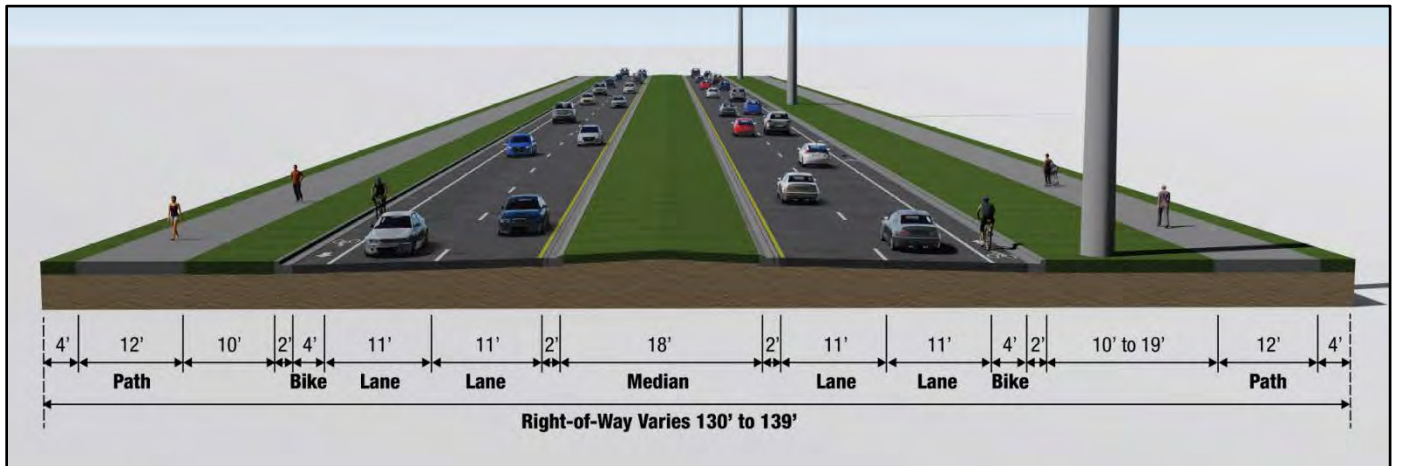 4’ 12’ 10’ 2’ 4’ 11’ 11’ 2’ 18’ 2’ 11’ 11’ 4’ 2’ 10’ to 19’ 12’ 4’
Path Bike Lane Lane Median Lane Lane Bike Path
Right-of-Way Varies 130’ to 139’